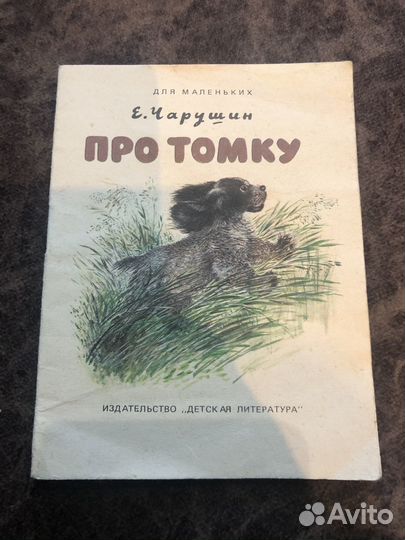 ДЛЯ МАЛЕНЬКИХ
Е. Чарушин
ПРО ТОМКУ
ИЗДАТЕЛЬСТВО „ДЕТСКАЯ ЛИТЕРАТУРА"
Avito